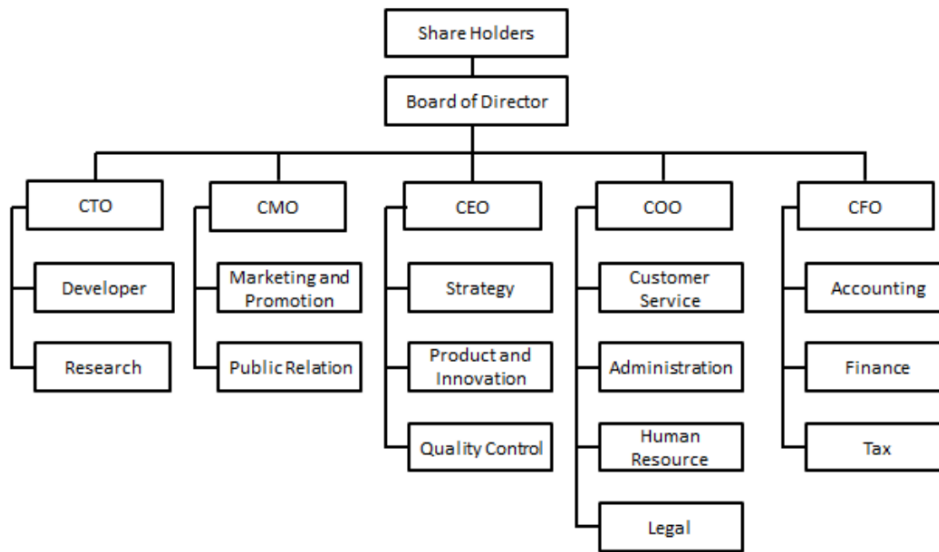 Share Holders
Board of Director
CTO
CMO
CEO
COO
CFO
Developer
Marketing and
Promotion
Strategy
Customer
Service
Accounting
Research
Public Relation
Product and
Innovation
Administration
Finance
Quality Control
Human
Resource
Tax
Legal